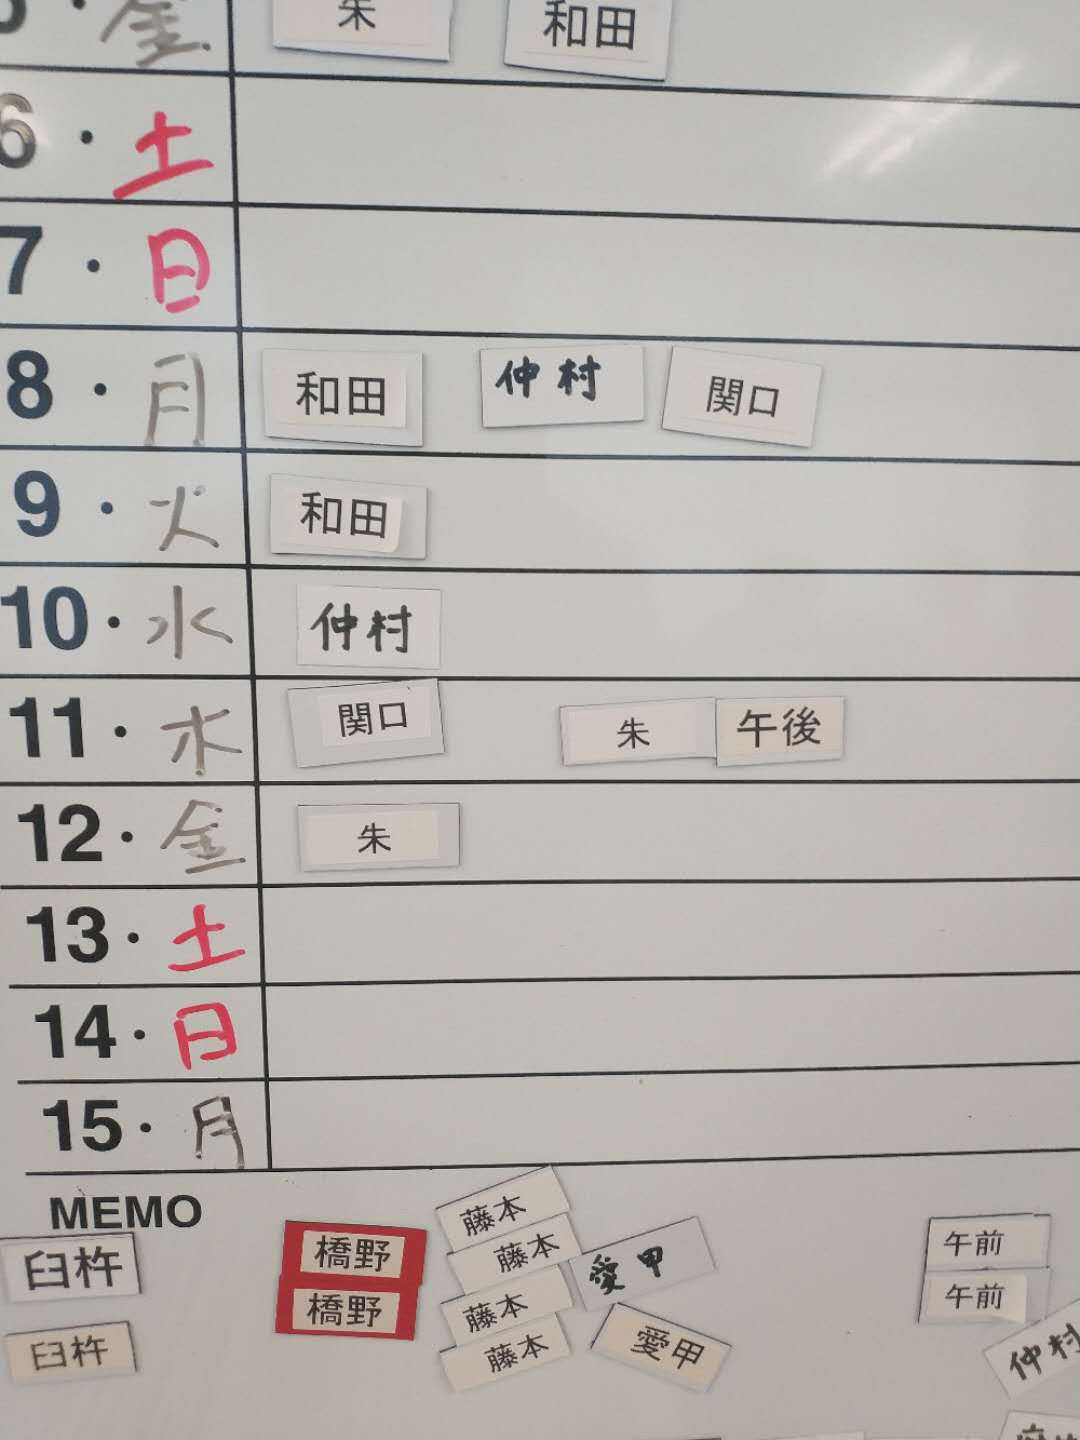 5・金 朱 和田
6・土
7・日
8・月 和田 仲村 関口
9・火 和田
10・水 仲村
11・木 関口 朱 午後
12・金 朱
13・土
14・日
15・月
MEMO
臼杵 橋野 藤本 午前
橋野 藤本 愛甲 午前
臼杵 藤本 愛甲 仲村
藤本